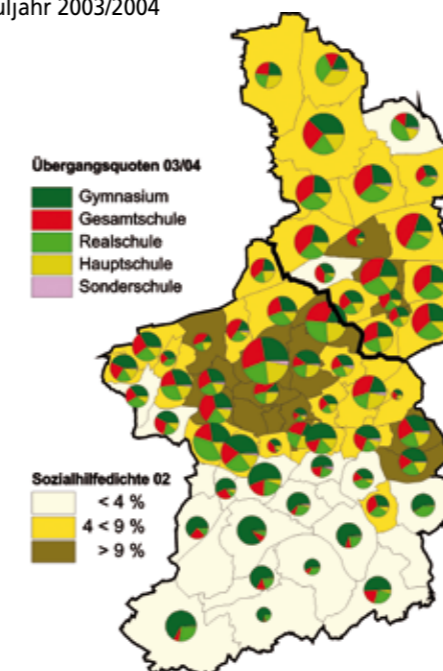 uljahr 2003/2004
Übergangsquoten 03/04
Gymnasium
Gesamtschule
Realschule
Hauptschule
Sonderschule
Sozialhilfedichte 02
< 4 %
4 < 9 %
> 9 %